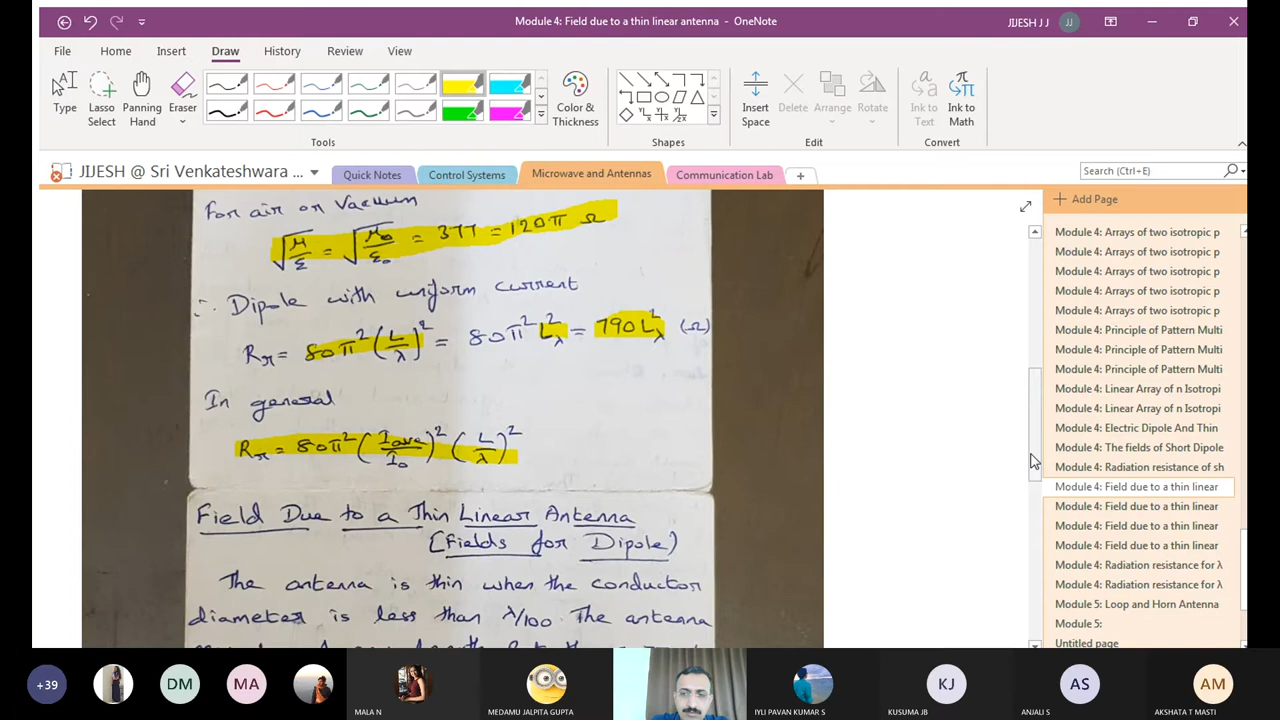 Module 4: Field due to a thin linear antenna - OneNote
JIJESH J J
JJ
File
Home
Insert
Draw
History
Review
View
Type
Lasso Select
Panning Hand
Eraser
Color & Thickness
Insert Space
Delete
Arrange
Rotate
Ink to Text
Ink to Math
Tools
Shapes
Edit
Convert
JIJESH @ Sri Venkateshwara ...
Quick Notes
Control Systems
Microwave and Antennas
Communication Lab
Search (Ctrl+E)
For air or Vacuum
√μ/ε = √μ₀/ε₀ = 377 = 120π Ω
∴ Dipole with uniform current
Rr = 80π² (L/λ)² = 80π² L²λ = 790 L²λ (Ω)
In general
Rr = 80π² (Iave/I₀)² (L/λ)²
Field Due to a Thin Linear Antenna
[Fields for Dipole)
The antenna is thin when the conductor
diameter is less than λ/100. The antenna
Add Page
Module 4: Arrays of two isotropic p
Module 4: Arrays of two isotropic p
Module 4: Arrays of two isotropic p
Module 4: Arrays of two isotropic p
Module 4: Arrays of two isotropic p
Module 4: Principle of Pattern Multi
Module 4: Principle of Pattern Multi
Module 4: Principle of Pattern Multi
Module 4: Linear Array of n Isotropi
Module 4: Linear Array of n Isotropi
Module 4: Electric Dipole And Thin
Module 4: The fields of Short Dipole
Module 4: Radiation resistance of sh
Module 4: Field due to a thin linear
Module 4: Field due to a thin linear
Module 4: Field due to a thin linear
Module 4: Field due to a thin linear
Module 4: Radiation resistance for λ
Module 4: Radiation resistance for λ
Module 5: Loop and Horn Antenna
Module 5:
Untitled page
+39
DM
MA
MALA N
MEDAMU JALPITA GUPTA
IYLI PAVAN KUMAR S
KJ
KUSUMA JB
AS
ANJALI S
AM
AKSHATA T MASTI